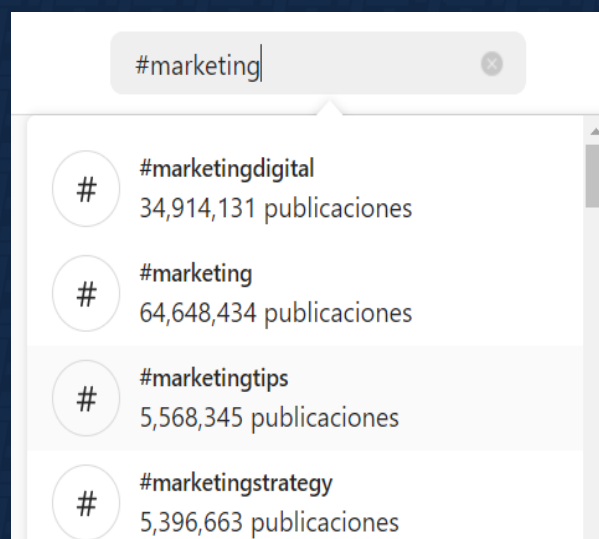 #marketing
#
#marketingdigital
34,914,131 publicaciones
#
#marketing
64,648,434 publicaciones
#
#marketingtips
5,568,345 publicaciones
#
#marketingstrategy
5,396,663 publicaciones